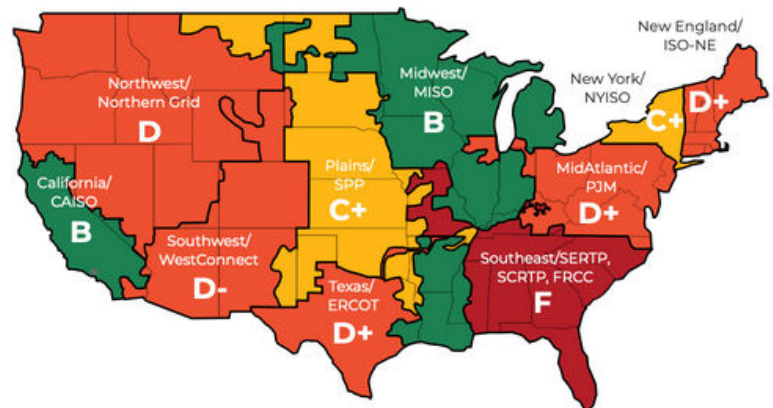 New England/
ISO-NE
Northwest/
Northern Grid
D
Midwest/
MISO
B
New York/
NYISO
C+
D+
California/
CAISO
B
Plains/
SPP
C+
MidAtlantic/
PJM
D+
Southwest/
WestConnect
D-
Texas/
ERCOT
D+
Southeast/SERTP,
SCRTP, FRCC
F